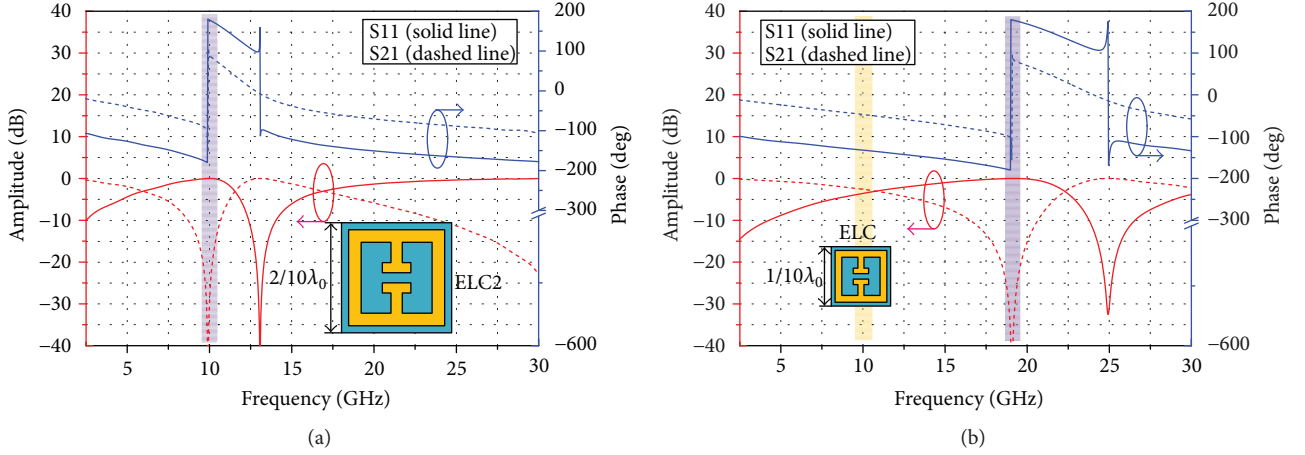 S11 (solid line)
S21 (dashed line)
Amplitude (dB)
40
30
20
10
0
−10
−20
−30
−40
5
10
15
20
25
30
Frequency (GHz)
200
100
0
−100
−200
−300
−600
Phase (deg)
2/10λ0
ELC2
(a)
S11 (solid line)
S21 (dashed line)
Amplitude (dB)
40
30
20
10
0
−10
−20
−30
−40
5
10
15
20
25
30
Frequency (GHz)
200
100
0
−100
−200
−300
−600
Phase (deg)
ELC
1/10λ0
(b)